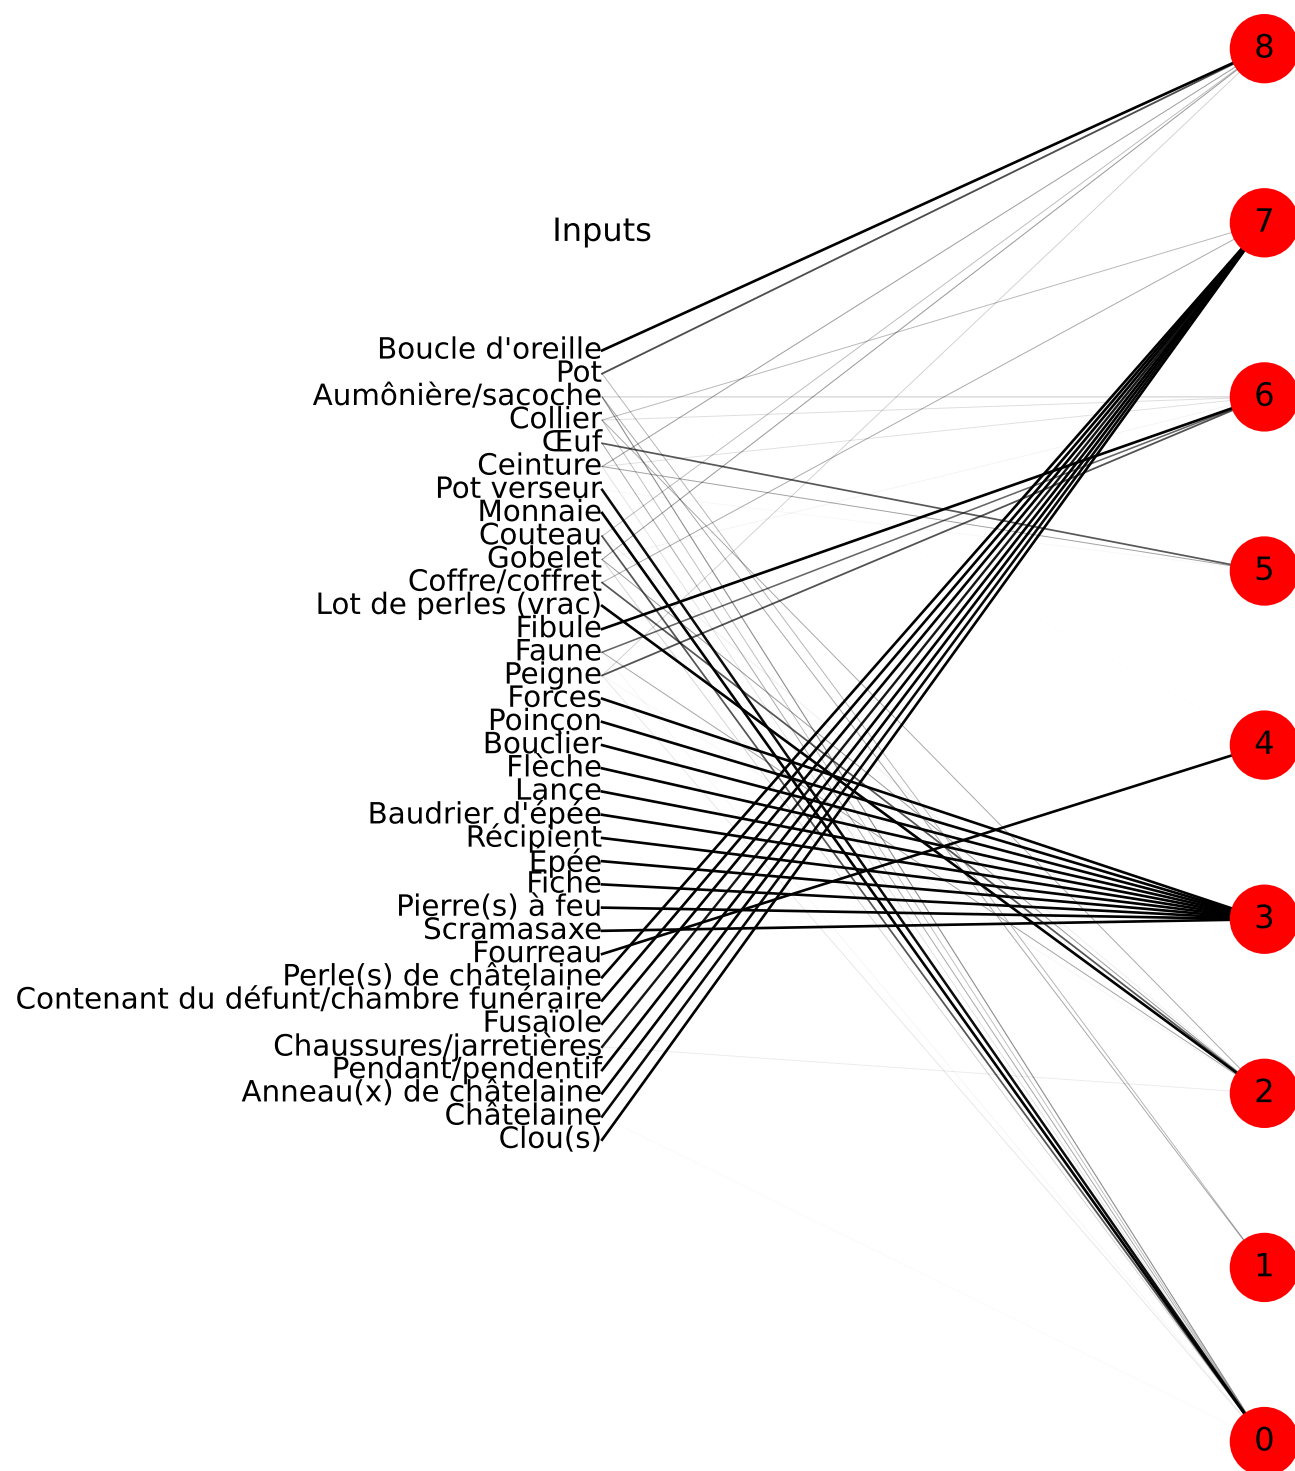 8
7
Inputs
Boucle d'oreille
Pot
Aumônière/sacoche
6
Collier
Œuf
Ceinture
Pot verseur
Monnaie
Couteau
Gobelet
5
Coffre/coffret
Lot de perles (vrac)
Fibule
Faune
Peigne
Forces
Poinçon
Bouclier
4
Flèche
Lance
Baudrier d'épée
Récipient
Epée
Fiche
Pierre(s) à feu
3
Scramasaxe
Fourreau
Perle(s) de châtelaine
Contenant du défunt/chambre funéraire
Fusaïole
Chaussures/jarretières
Pendant/pendentif
Anneau(x) de châtelaine
2
Châtelaine
Clou(s)
1
0